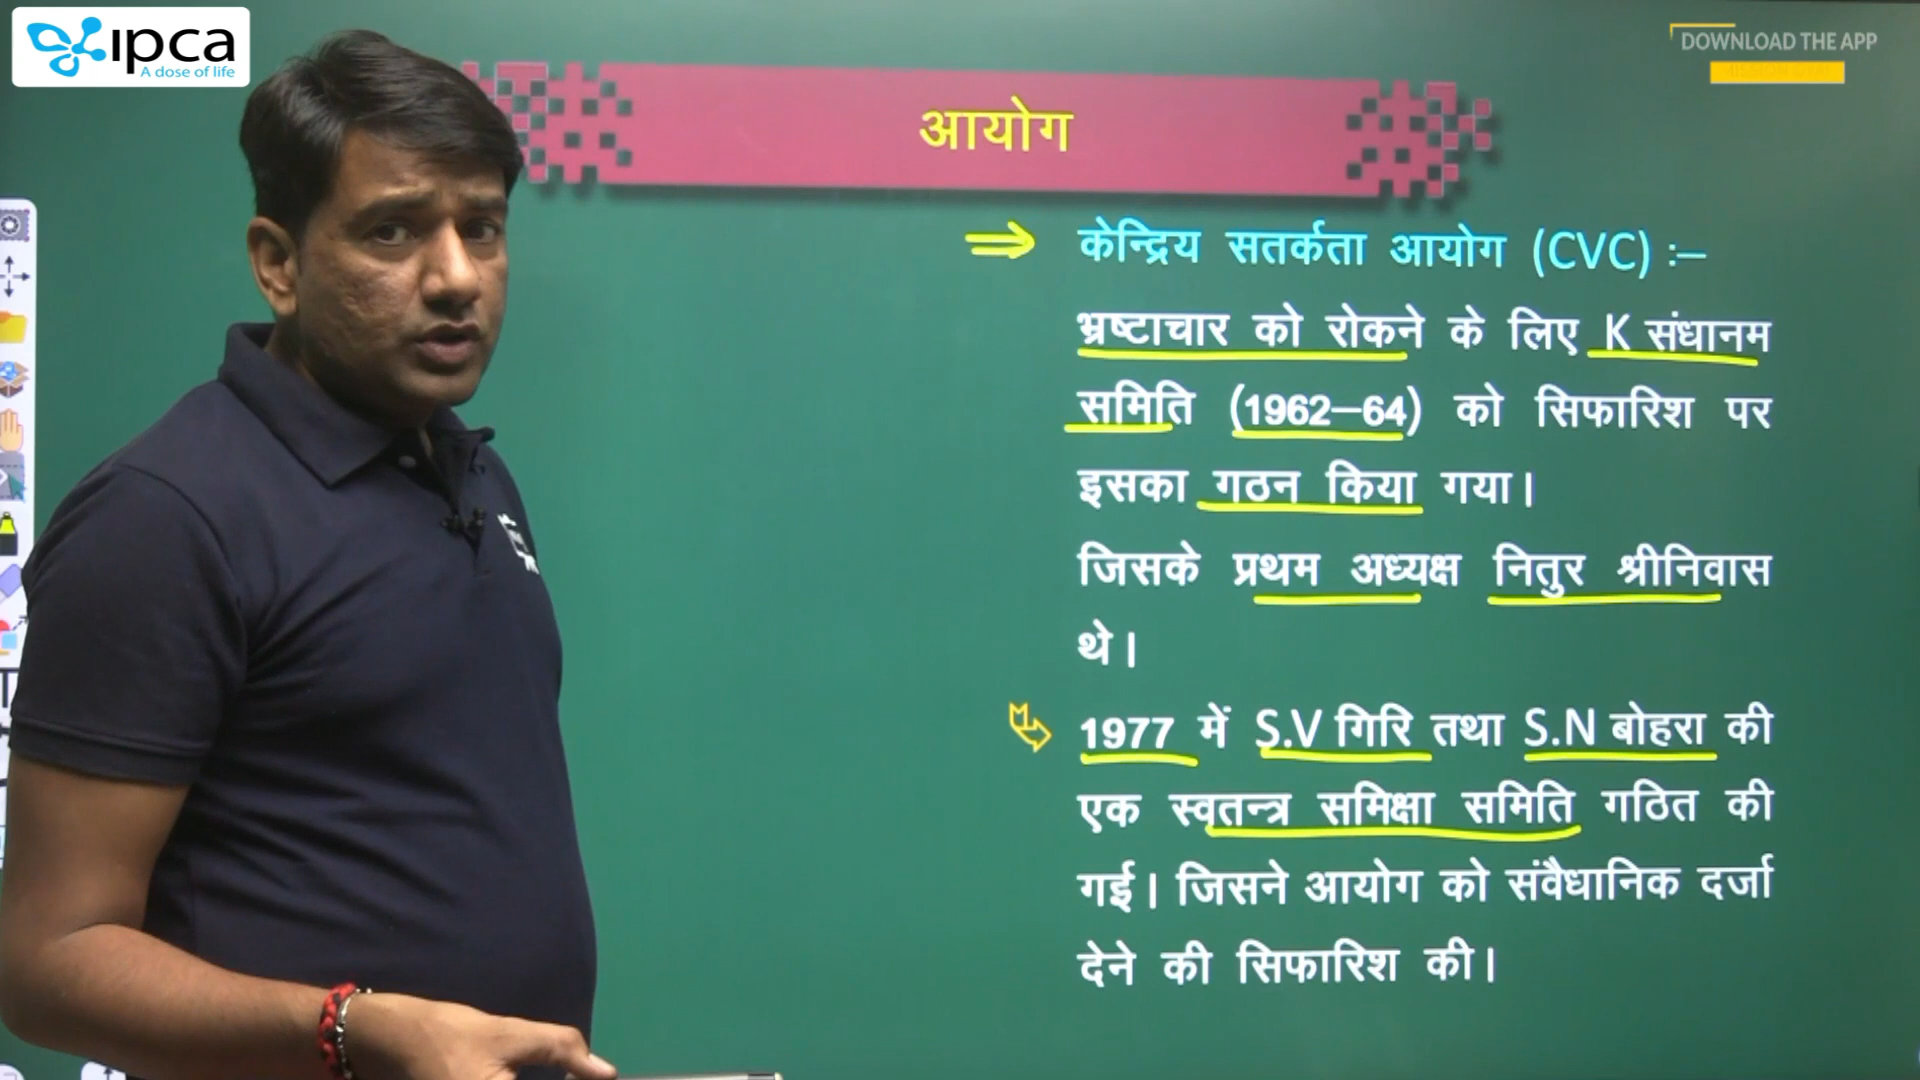 ipca
A dose of life
DOWNLOAD THE APP
आयोग
केन्द्रिय सतर्कता आयोग (CVC) :–
भ्रष्टाचार को रोकने के लिए K संधानम
समिति (1962–64) को सिफारिश पर
इसका गठन किया गया।
जिसके प्रथम अध्यक्ष नितुर श्रीनिवास
थे।
1977 में S.V गिरि तथा S.N बोहरा की
एक स्वतन्त्र समिक्षा समिति गठित की
गई। जिसने आयोग को संवैधानिक दर्जा
देने की सिफारिश की।